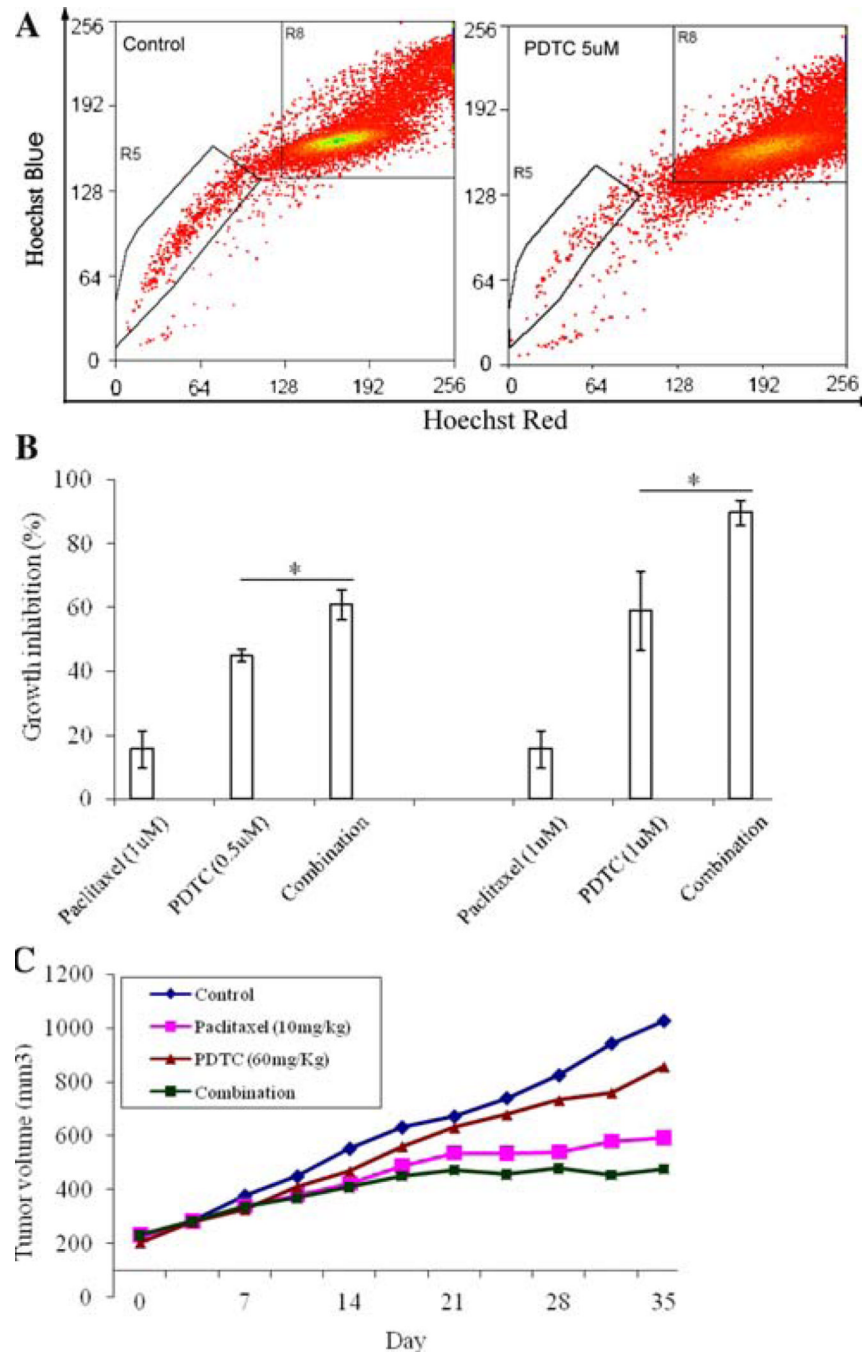 A
Control
R8
R5
256
192
128
64
0
0 64 128 192 256
Hoechst Blue
PDTC 5uM
R8
R5
256
192
128
64
0
0 64 128 192 256
Hoechst Red
B
100
80
60
40
20
0
Growth inhibition (%)
*
*
Paclitaxel (1uM)
PDTC (0.5uM)
Combination
Paclitaxel (1uM)
PDTC (1uM)
Combination
C
1200
1000
800
600
400
200
0
Tumor volume (mm3)
Control
Paclitaxel (10mg/kg)
PDTC (60mg/Kg)
Combination
0 7 14 21 28 35
Day